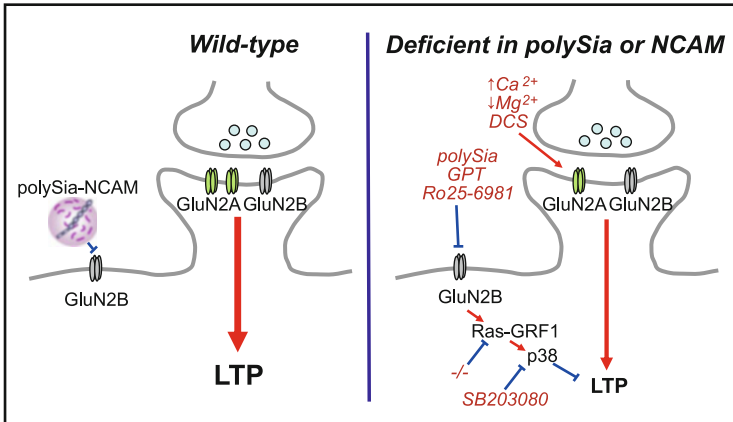 Wild-type
polySia-NCAM
GluN2A GluN2B
GluN2B
LTP
Deficient in polySia or NCAM
↑Ca²⁺
↓Mg²⁺
DCS
polySia
GPT
Ro25-6981
GluN2A GluN2B
GluN2B
Ras-GRF1
p38
-/-
SB203080
LTP